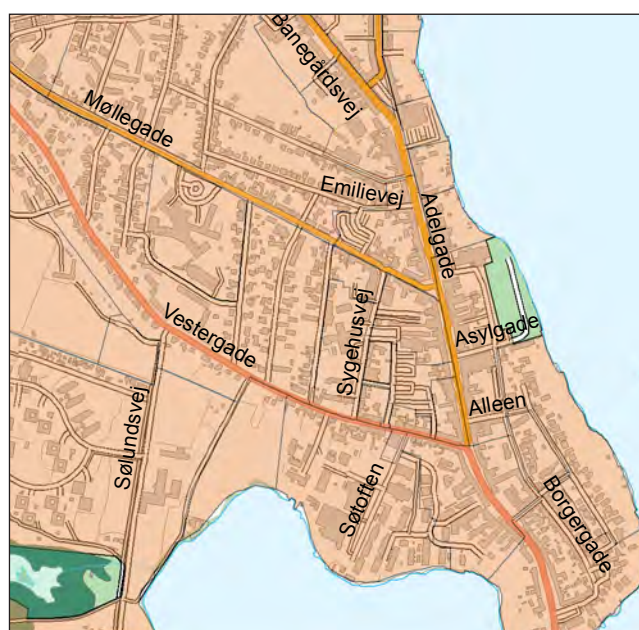 Banegårdsvej
Møllegade
Emilievej
Adelgade
Sygehusvej
Asylgade
Vestergade
Alleen
Sølundsvej
Søtoften
Borgergade